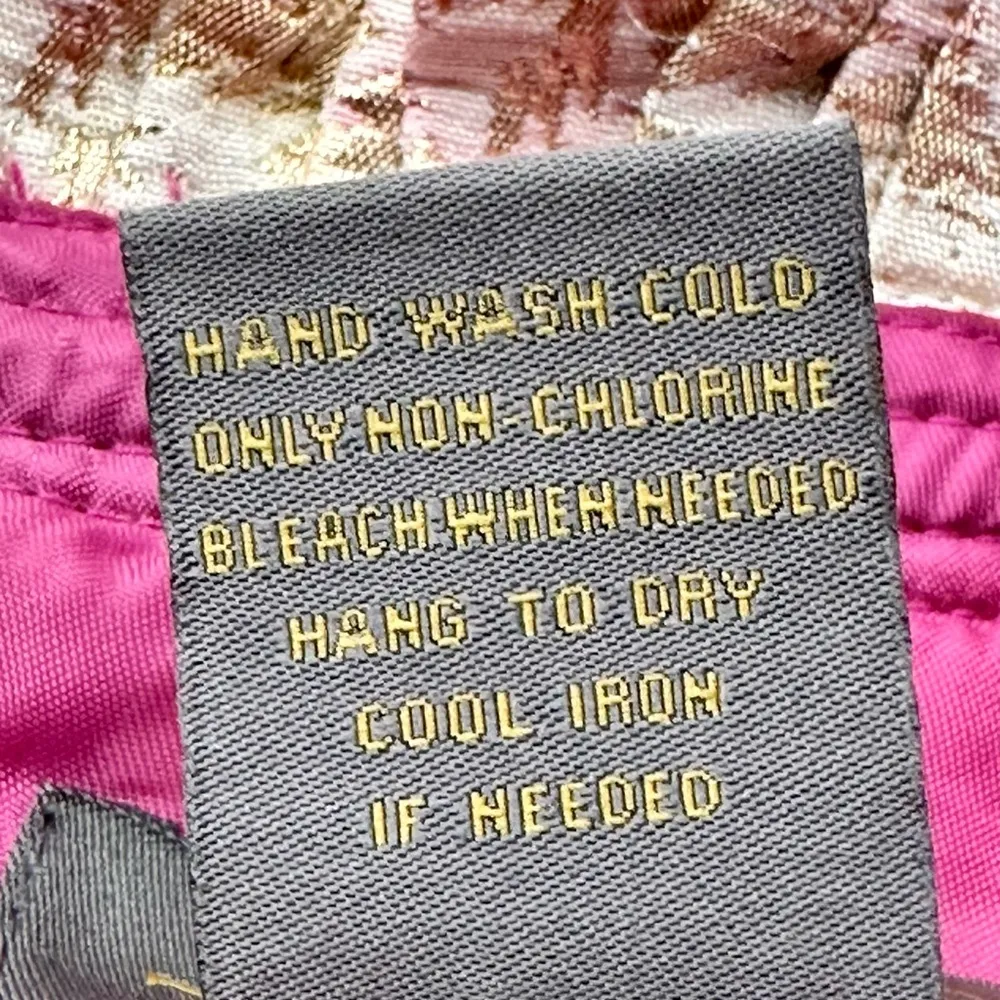 HAND WASH COLD
ONLY NON-CHLORINE
BLEACH WHEN NEEDED
HANG TO DRY
COOL IRON
IF NEEDED